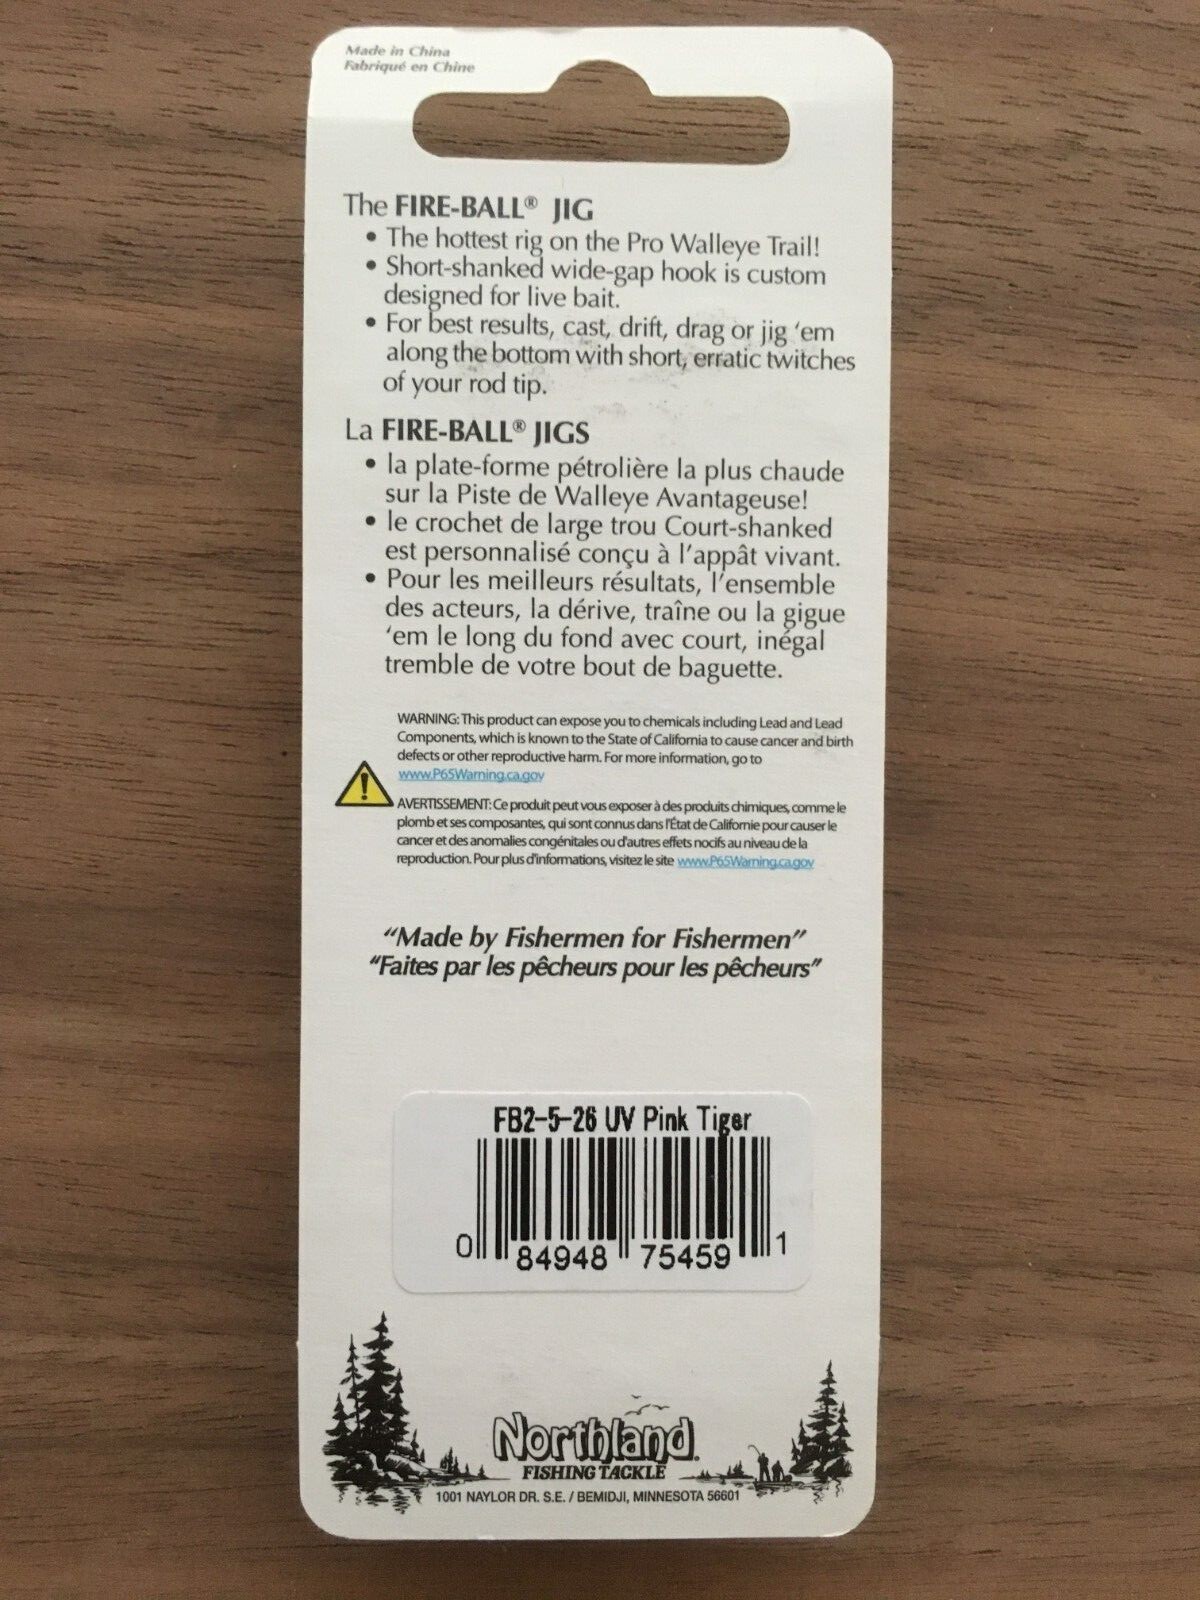 Made in China
Fabriqué en Chine
The FIRE-BALL® JIG
• The hottest rig on the Pro Walleye Trail!
• Short-shanked wide-gap hook is custom
designed for live bait.
• For best results, cast, drift, drag or jig ‘em
along the bottom with short, erratic twitches
of your rod tip.
La FIRE-BALL® JIGS
• la plate-forme pétrolière la plus chaude
sur la Piste de Walleye Avantageuse!
• le crochet de large trou Court-shanked
est personnalisé conçu à l’appât vivant.
• Pour les meilleurs résultats, l’ensemble
des acteurs, la dérive, traîne ou la gigue
‘em le long du fond avec court, inégal
tremble de votre bout de baguette.
WARNING: This product can expose you to chemicals including Lead and Lead
Components, which is known to the State of California to cause cancer and birth
defects or other reproductive harm. For more information, go to
www.P65Warning.ca.gov
AVERTISSEMENT: Ce produit peut vous exposer à des produits chimiques, comme le
plomb et ses composantes, qui sont connus dans l'État de Californie pour causer le
cancer et des anomalies congénitales ou d'autres effets nocifs au niveau de la
reproduction. Pour plus d'informations, visitez le site www.P65Warning.ca.gov
“Made by Fishermen for Fishermen”
“Faites par les pêcheurs pour les pêcheurs”
FB2-5-26 UV Pink Tiger
0 84948 75459 1
Northland
FISHING TACKLE
1001 NAYLOR DR. S.E. / BEMIDJI, MINNESOTA 56601